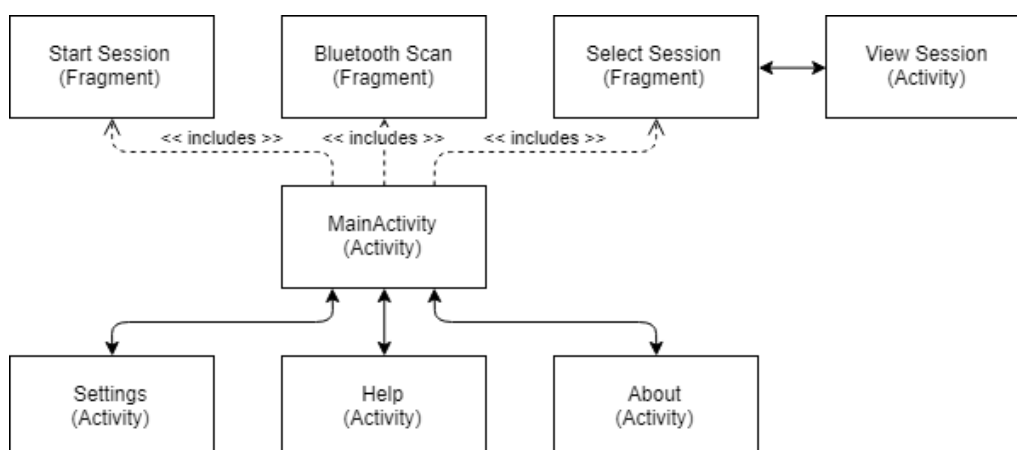 Start Session
(Fragment)
Bluetooth Scan
(Fragment)
Select Session
(Fragment)
View Session
(Activity)
<< includes >>
<< includes >>
<< includes >>
MainActivity
(Activity)
Settings
(Activity)
Help
(Activity)
About
(Activity)